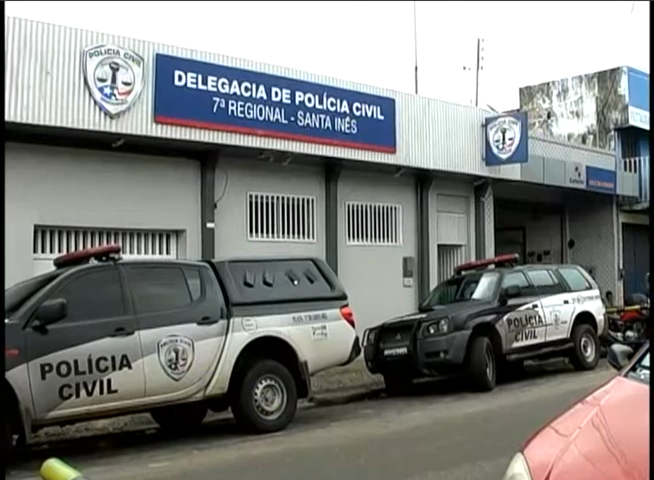 POLÍCIA CIVIL
DELEGACIA DE POLÍCIA CIVIL
7ª REGIONAL - SANTA INÊS
POLÍCIA
CIVIL
POLÍCIA
CIVIL